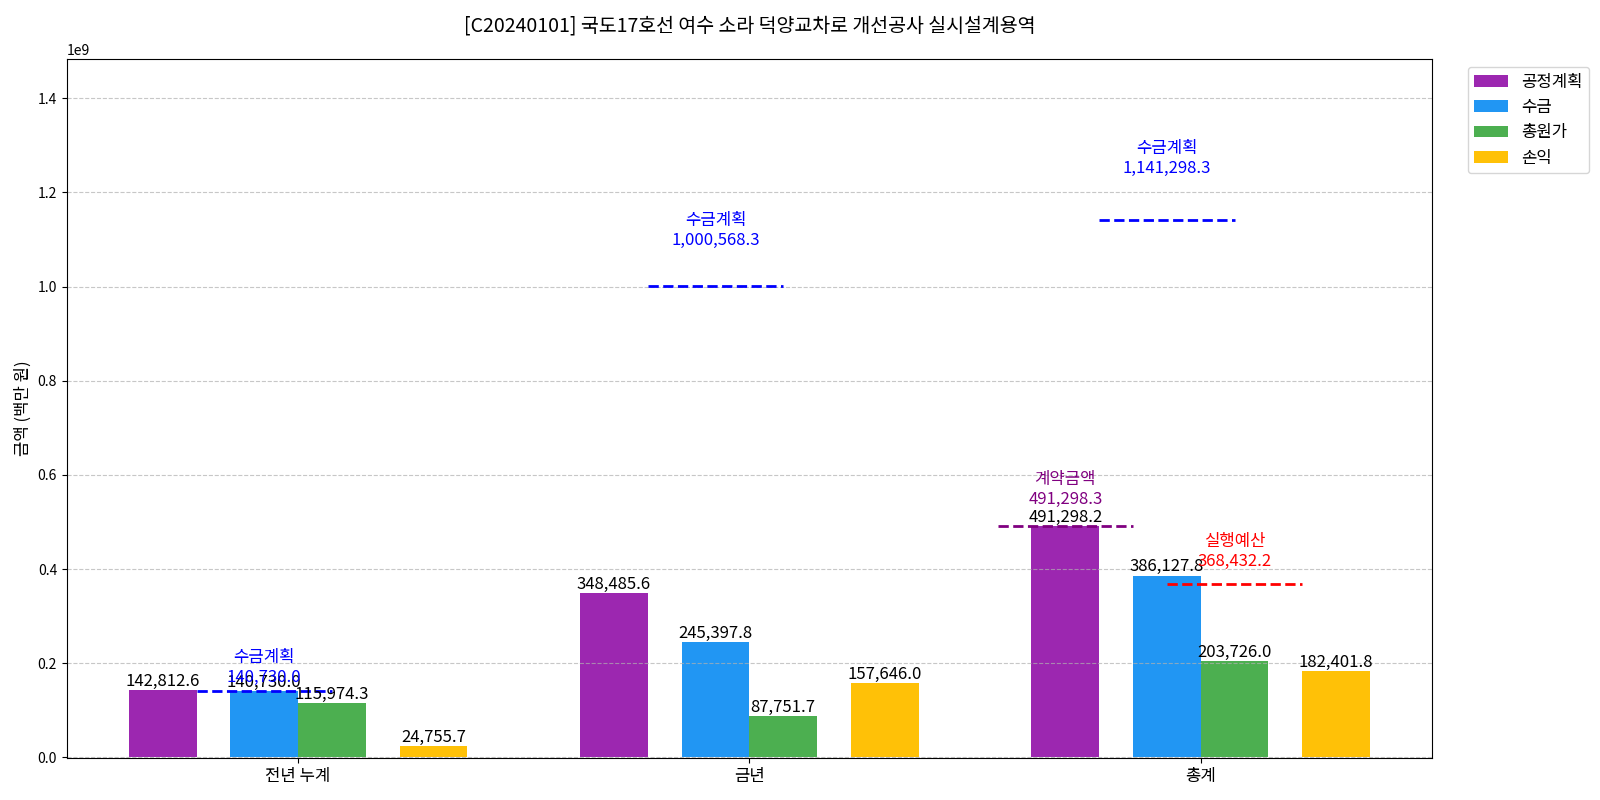 [C20240101] 국도17호선 여수 소라 덕양교차로 개선공사 실시설계용역
1e9
1.4
1.2
1.0
0.8
0.6
0.4
0.2
0.0
금액 (백만 원)
공정계획
수금
총원가
손익
수금계획
140,730.0
142,812.6
140,730.0
115,974.3
24,755.7
수금계획
1,000,568.3
348,485.6
245,397.8
87,751.7
157,646.0
수금계획
1,141,298.3
계약금액
491,298.3
491,298.2
실행예산
368,432.2
386,127.8
203,726.0
182,401.8
전년 누계
금년
총계